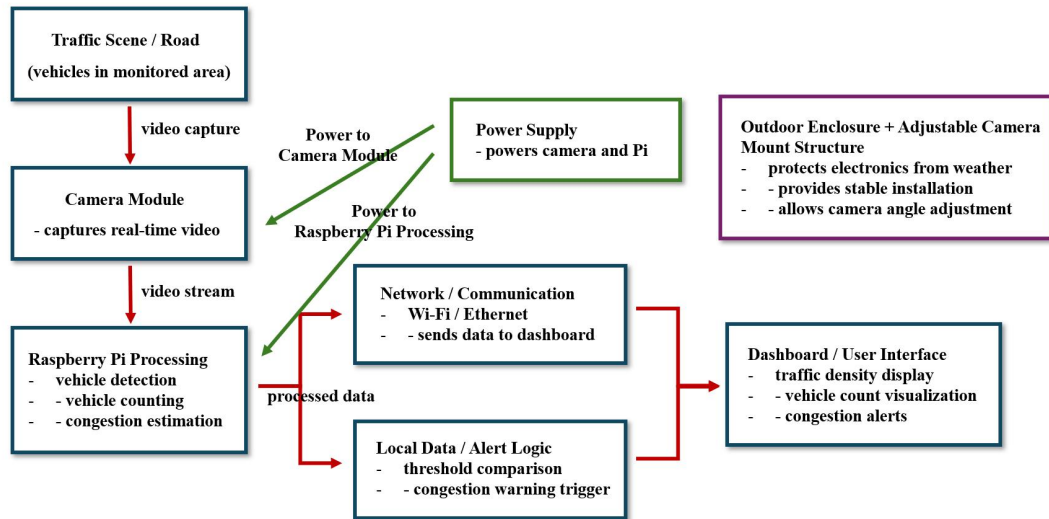 Traffic Scene / Road
(vehicles in monitored area)
video capture
Camera Module
- captures real-time video
video stream
Raspberry Pi Processing
- vehicle detection
- - vehicle counting
- - congestion estimation
Power to
Camera Module
Power to
Raspberry Pi Processing
Power Supply
- powers camera and Pi
Outdoor Enclosure + Adjustable Camera
Mount Structure
- protects electronics from weather
- - provides stable installation
- - allows camera angle adjustment
processed data
Network / Communication
- Wi-Fi / Ethernet
- - sends data to dashboard
Local Data / Alert Logic
- threshold comparison
- - congestion warning trigger
Dashboard / User Interface
- traffic density display
- - vehicle count visualization
- - congestion alerts